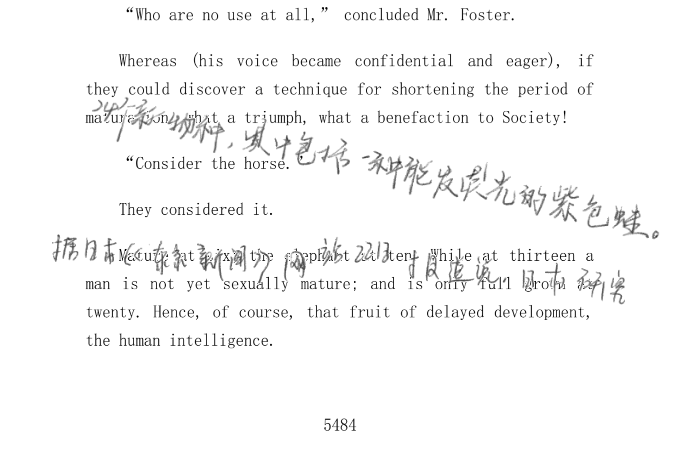 “Who are no use at all,” concluded Mr. Foster.
Whereas (his voice became confidential and eager), if
they could discover a technique for shortening the period of
maturation, what a triumph, what a benefaction to Society!
24个新物种，其中包括一种能发荧光的紫色蛙。
“Consider the horse.”
They considered it.
Mature at six; the elephant at ten. While at thirteen a
据日本《东京新闻》网站22日报道说，日本研究
man is not yet sexually mature; and is only full grown at
twenty. Hence, of course, that fruit of delayed development,
the human intelligence.
5484